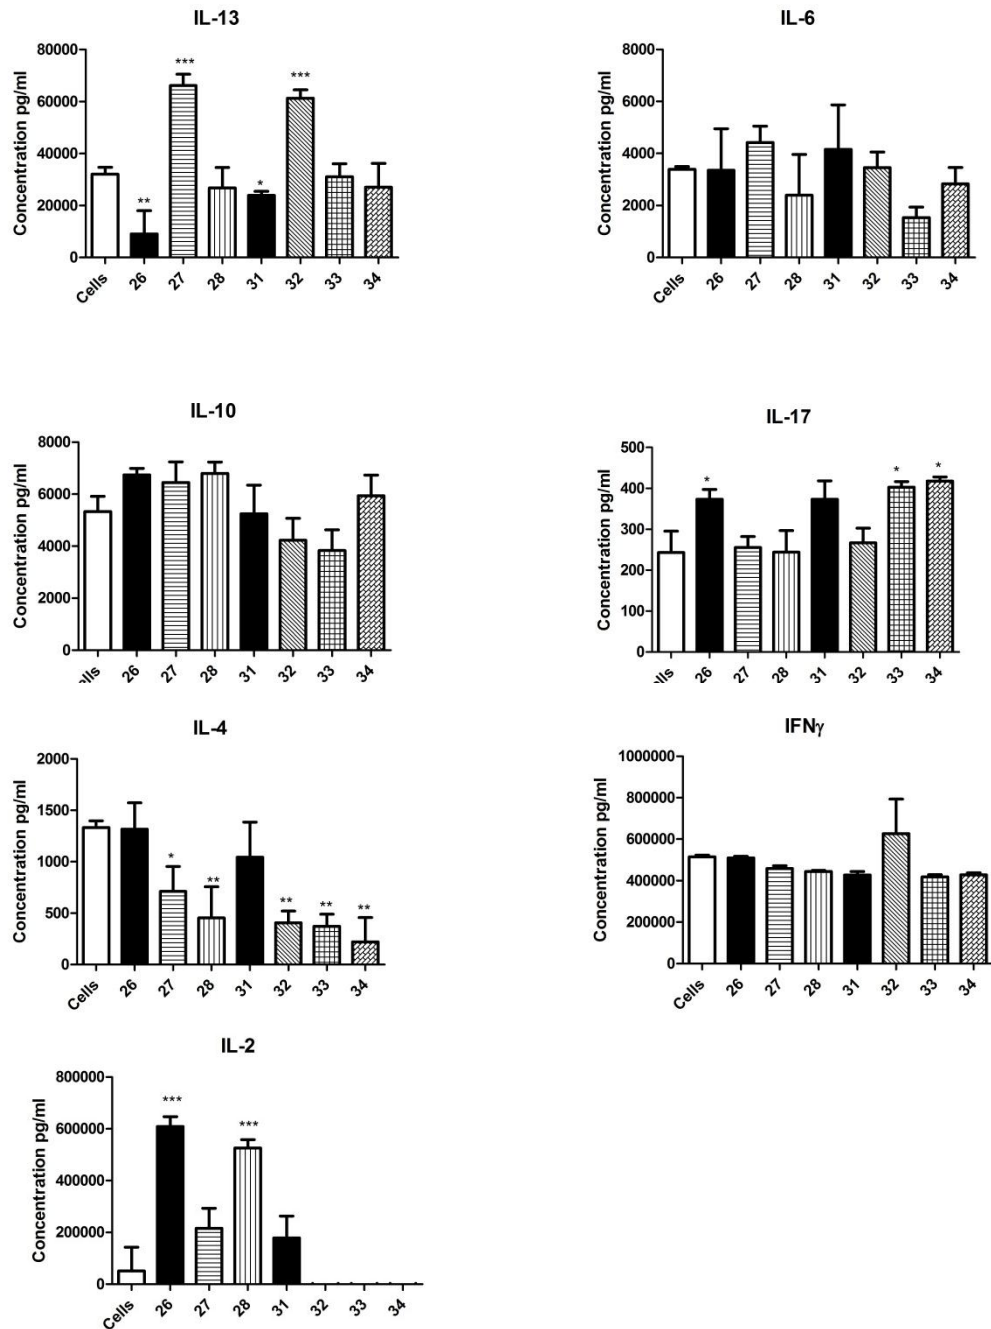 IL-13
Concentration pg/ml
80000
60000
40000
20000
0
***
**
*
***
Cells 26 27 28 31 32 33 34
IL-6
Concentration pg/ml
8000
6000
4000
2000
0
Cells 26 27 28 31 32 33 34
IL-10
Concentration pg/ml
8000
6000
4000
2000
0
ells 26 27 28 31 32 33 34
IL-17
Concentration pg/ml
500
400
300
200
100
0
*
*
*
ells 26 27 28 31 32 33 34
IL-4
Concentration pg/ml
2000
1500
1000
500
0
*
**
**
**
**
Cells 26 27 28 31 32 33 34
IFNγ
Concentration pg/ml
1000000
800000
600000
400000
200000
0
Cells 26 27 28 31 32 33 34
IL-2
Concentration pg/ml
800000
600000
400000
200000
0
***
***
Cells 26 27 28 31 32 33 34